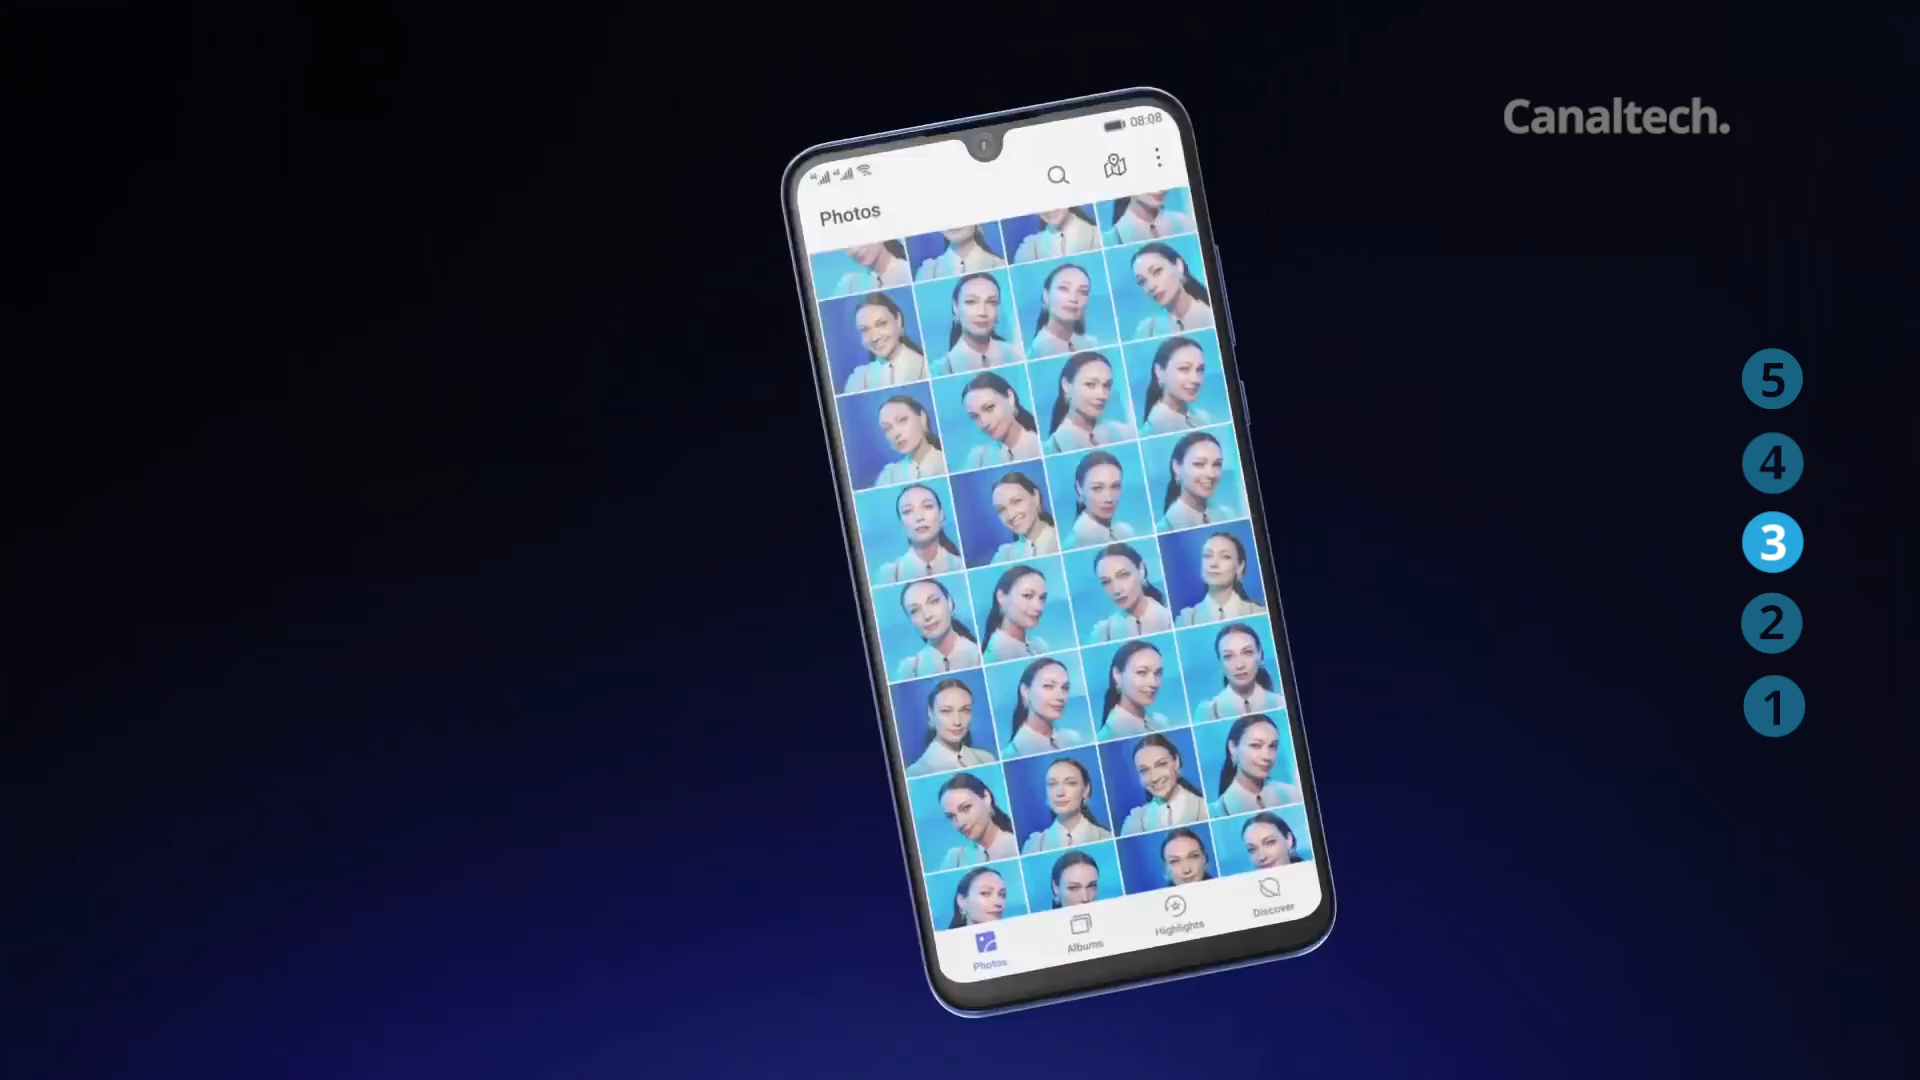 Canaltech.
08:08
Photos
5
4
3
2
1
Photos
Albums
Highlights
Discover